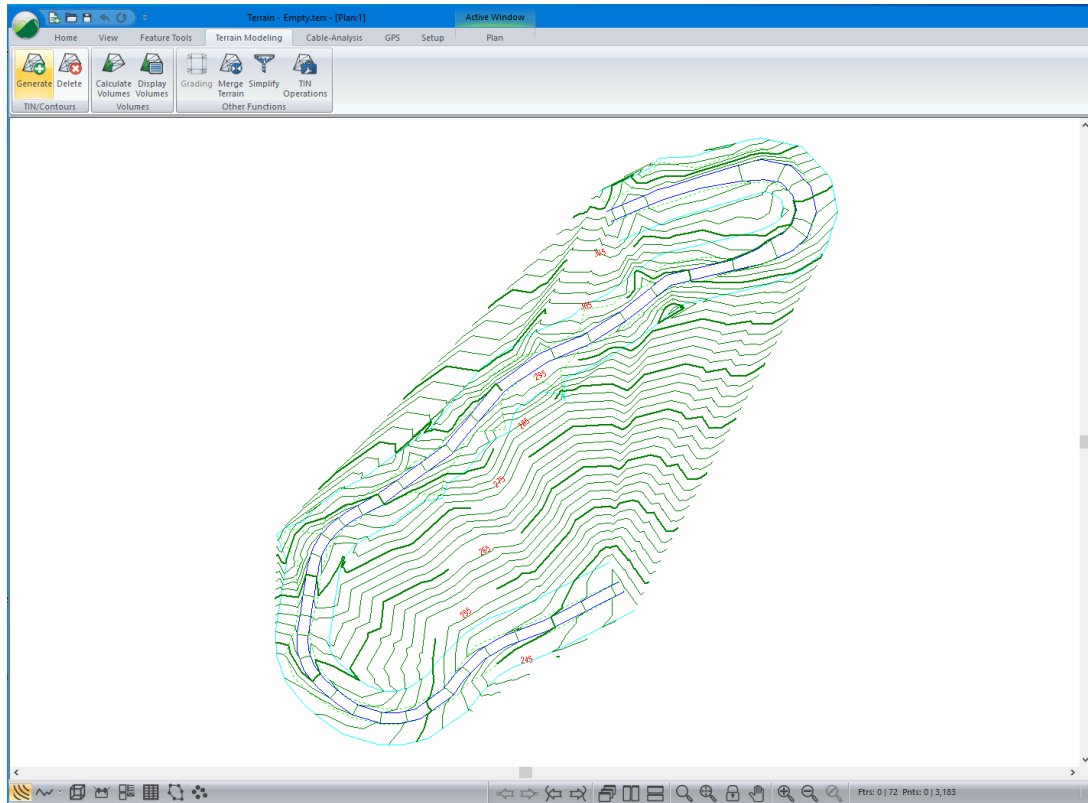 Terrain - Empty.terx - [Plan:1]
Active Window
Home View Feature Tools Terrain Modeling Cable-Analysis GPS Setup Plan
Generate Delete Calculate Volumes Display Volumes Grading Merge Terrain Simplify TIN Operations
TIN/Contours Volumes Other Functions
295
285
275
265
255
245
Ftrs: 0 | 72 Pnts: 0 | 3,183